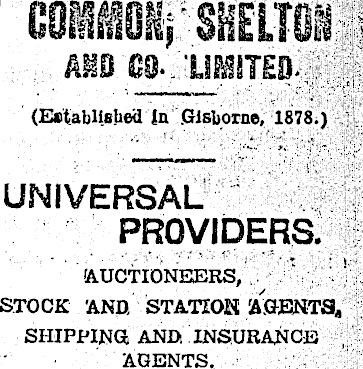 COMMON, SHELTON
AND CO. LIMITED.
(Established in Gisborne, 1878.)
UNIVERSAL
PROVIDERS.
AUCTIONEERS,
STOCK AND STATION AGENTS,
SHIPPING AND INSURANCE
AGENTS.